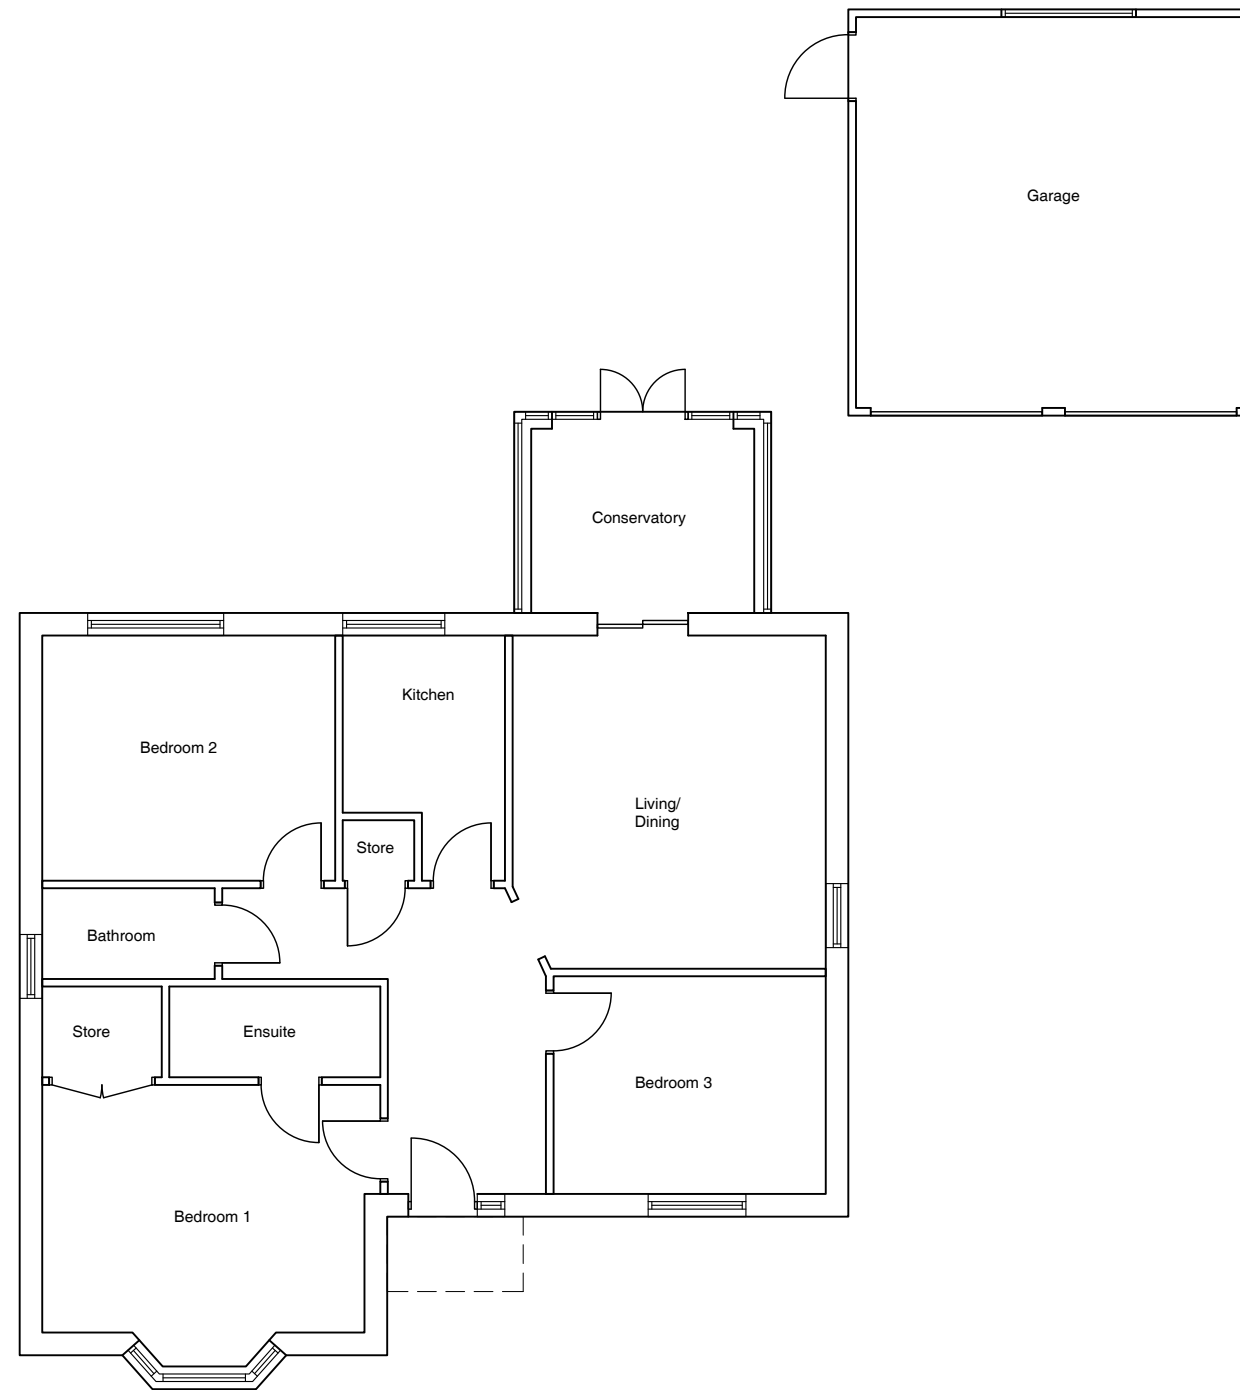 Garage
Conservatory
Kitchen
Bedroom 2
Living/
Dining
Store
Bathroom
Store
Ensuite
Bedroom 3
Bedroom 1